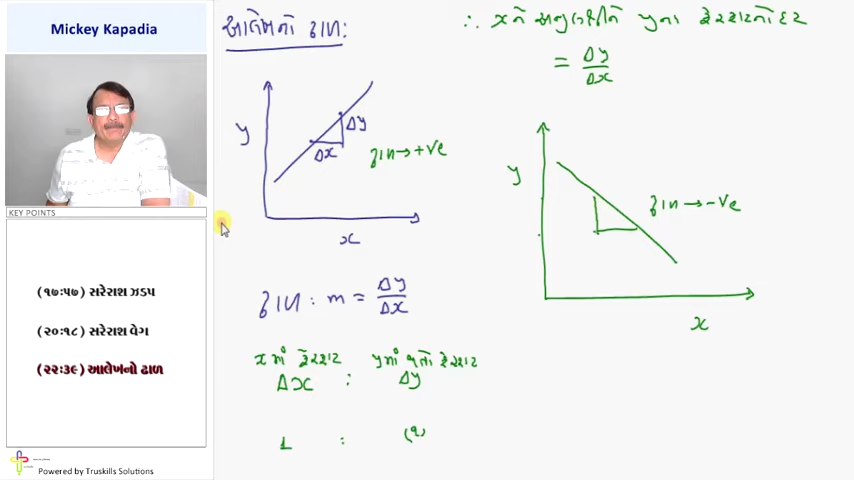 Mickey Kapadia
KEY POINTS
(૧૭:૫૭) સરેરાશ ઝડપ
(૨૦:૧૮) સરેરાશ વેગ
(૨૨:૩૯) આલેખનો ઢાળ
Powered by Truskills Solutions
આલેખનો ઢાળ:
y
Δy
Δx
ઢાળ → +ve
x
ઢાળ : m = Δy/Δx
x માં ફેરફાર y માં થતો ફેરફાર
Δx : Δy
1 : (?)
∴ x ને અનુલક્ષીને y ના ફેરફારનો દર
= Δy/Δx
y
ઢાળ → -ve
x